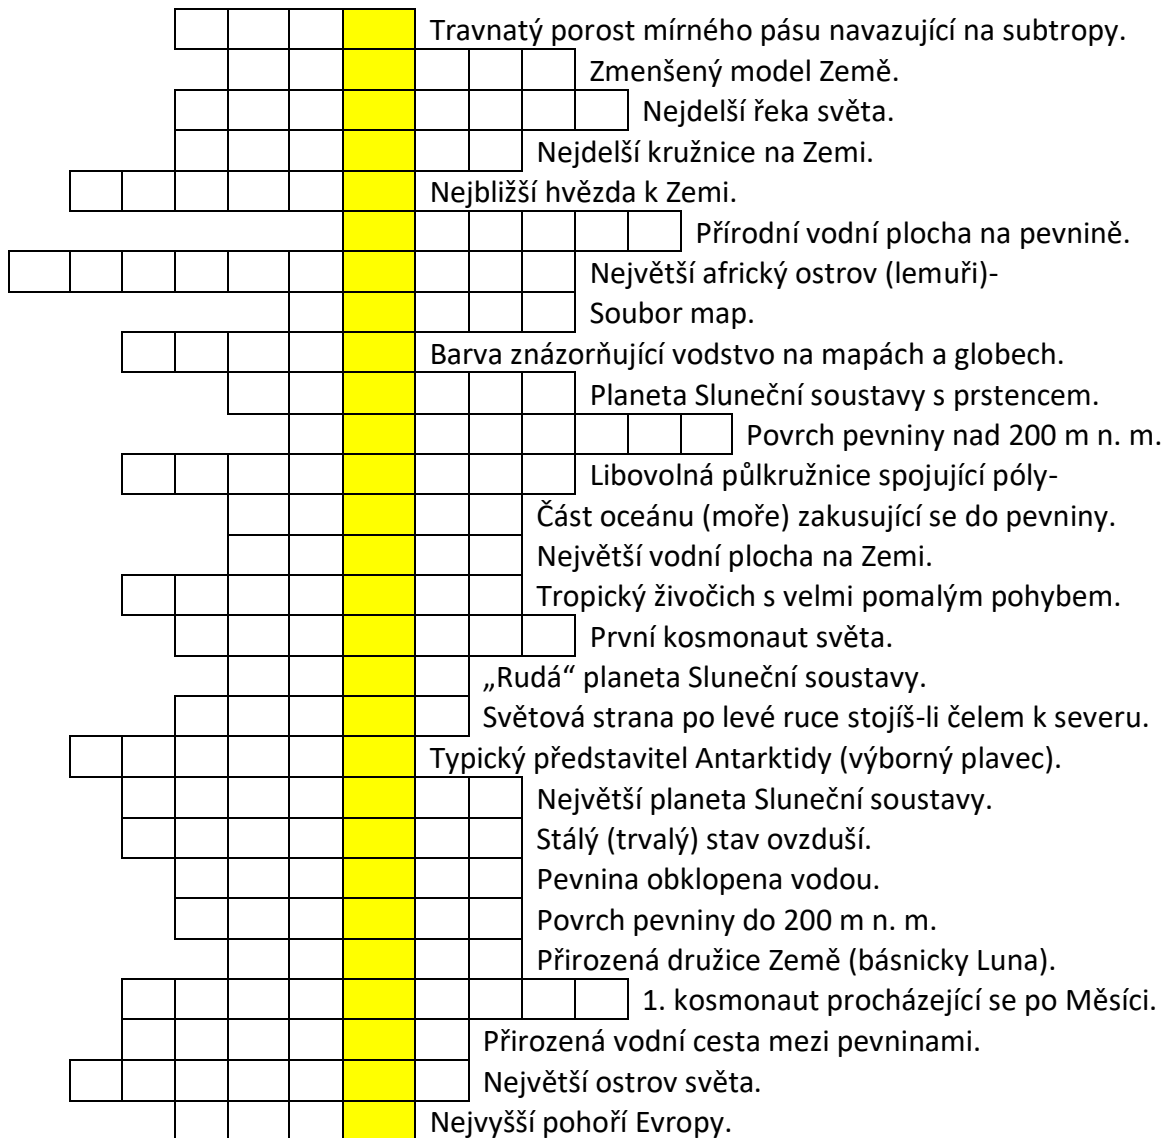 Travnatý porost mírného pásu navazující na subtropy.
Zmenšený model Země.
Nejdelší řeka světa.
Nejdelší kružnice na Zemi.
Nejbližší hvězda k Zemi.
Přírodní vodní plocha na pevnině.
Největší africký ostrov (lemuři)-
Soubor map.
Barva znázorňující vodstvo na mapách a globech.
Planeta Sluneční soustavy s prstencem.
Povrch pevniny nad 200 m n. m.
Libovolná půlkružnice spojující póly-
Část oceánu (moře) zakusující se do pevniny.
Největší vodní plocha na Zemi.
Tropický živočich s velmi pomalým pohybem.
První kosmonaut světa.
„Rudá“ planeta Sluneční soustavy.
Světová strana po levé ruce stojíš-li čelem k severu.
Typický představitel Antarktidy (výborný plavec).
Největší planeta Sluneční soustavy.
Stálý (trvalý) stav ovzduší.
Pevnina obklopena vodou.
Povrch pevniny do 200 m n. m.
Přirozená družice Země (básnicky Luna).
1. kosmonaut procházející se po Měsíci.
Přirozená vodní cesta mezi pevninami.
Největší ostrov světa.
Nejvyšší pohoří Evropy.